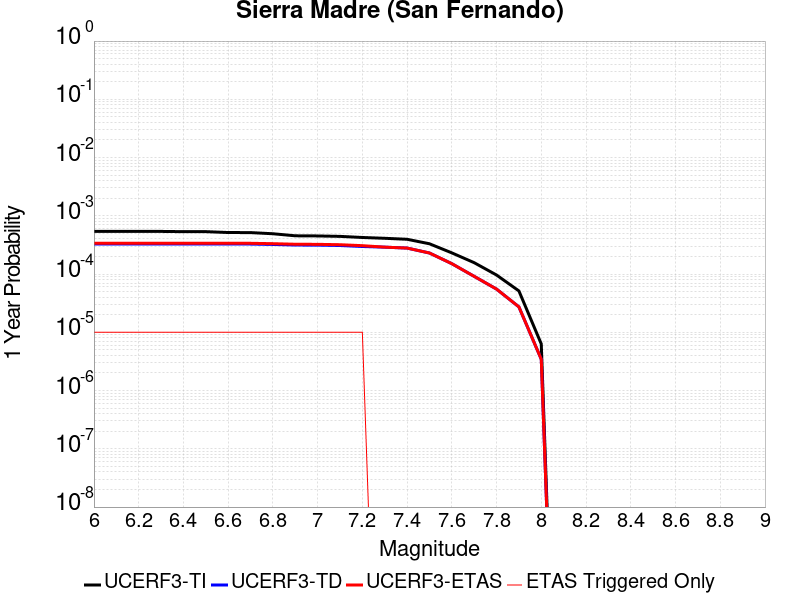 Sierra Madre (San Fernando)
10^0
10^-1
10^-2
10^-3
10^-4
10^-5
10^-6
10^-7
10^-8
1 Year Probability
6 6.2 6.4 6.6 6.8 7 7.2 7.4 7.6 7.8 8 8.2 8.4 8.6 8.8 9
Magnitude
UCERF3-TI UCERF3-TD UCERF3-ETAS ETAS Triggered Only